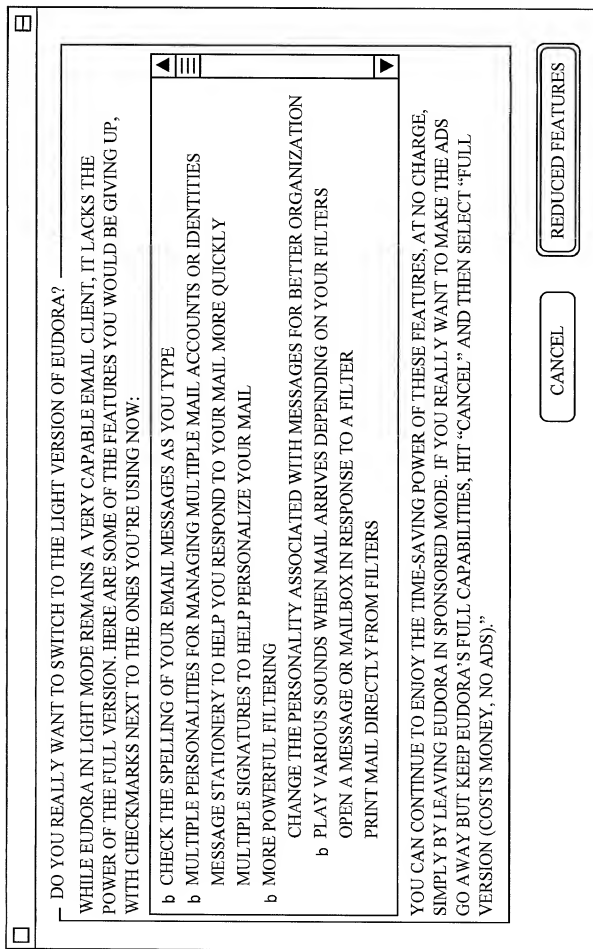 DO YOU REALLY WANT TO SWITCH TO THE LIGHT VERSION OF EUDORA?
WHILE EUDORA IN LIGHT MODE REMAINS A VERY CAPABLE EMAIL CLIENT, IT LACKS THE
POWER OF THE FULL VERSION. HERE ARE SOME OF THE FEATURES YOU WOULD BE GIVING UP,
WITH CHECKMARKS NEXT TO THE ONES YOU'RE USING NOW:
b CHECK THE SPELLING OF YOUR EMAIL MESSAGES AS YOU TYPE
b MULTIPLE PERSONALITIES FOR MANAGING MULTIPLE MAIL ACCOUNTS OR IDENTITIES
MESSAGE STATIONERY TO HELP YOU RESPOND TO YOUR MAIL MORE QUICKLY
MULTIPLE SIGNATURES TO HELP PERSONALIZE YOUR MAIL
b MORE POWERFUL FILTERING
CHANGE THE PERSONALITY ASSOCIATED WITH MESSAGES FOR BETTER ORGANIZATION
b PLAY VARIOUS SOUNDS WHEN MAIL ARRIVES DEPENDING ON YOUR FILTERS
OPEN A MESSAGE OR MAILBOX IN RESPONSE TO A FILTER
PRINT MAIL DIRECTLY FROM FILTERS
YOU CAN CONTINUE TO ENJOY THE TIME-SAVING POWER OF THESE FEATURES, AT NO CHARGE,
SIMPLY BY LEAVING EUDORA IN SPONSORED MODE. IF YOU REALLY WANT TO MAKE THE ADS
GO AWAY BUT KEEP EUDORA'S FULL CAPABILITIES, HIT “CANCEL” AND THEN SELECT “FULL
VERSION (COSTS MONEY, NO ADS).”
CANCEL
REDUCED FEATURES